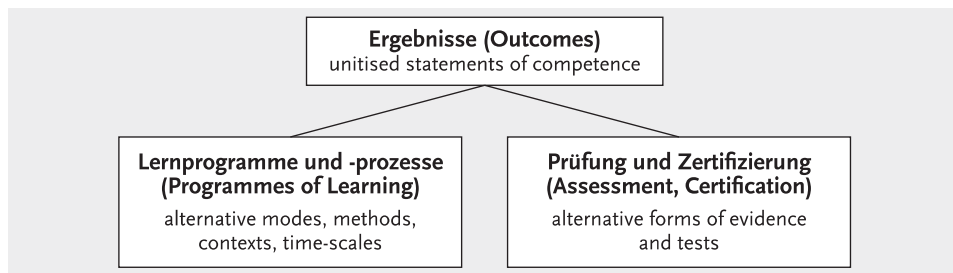 Ergebnisse (Outcomes)
unitised statements of competence
Lernprogramme und -prozesse
(Programmes of Learning)
alternative modes, methods,
contexts, time-scales
Prüfung und Zertifizierung
(Assessment, Certification)
alternative forms of evidence
and tests